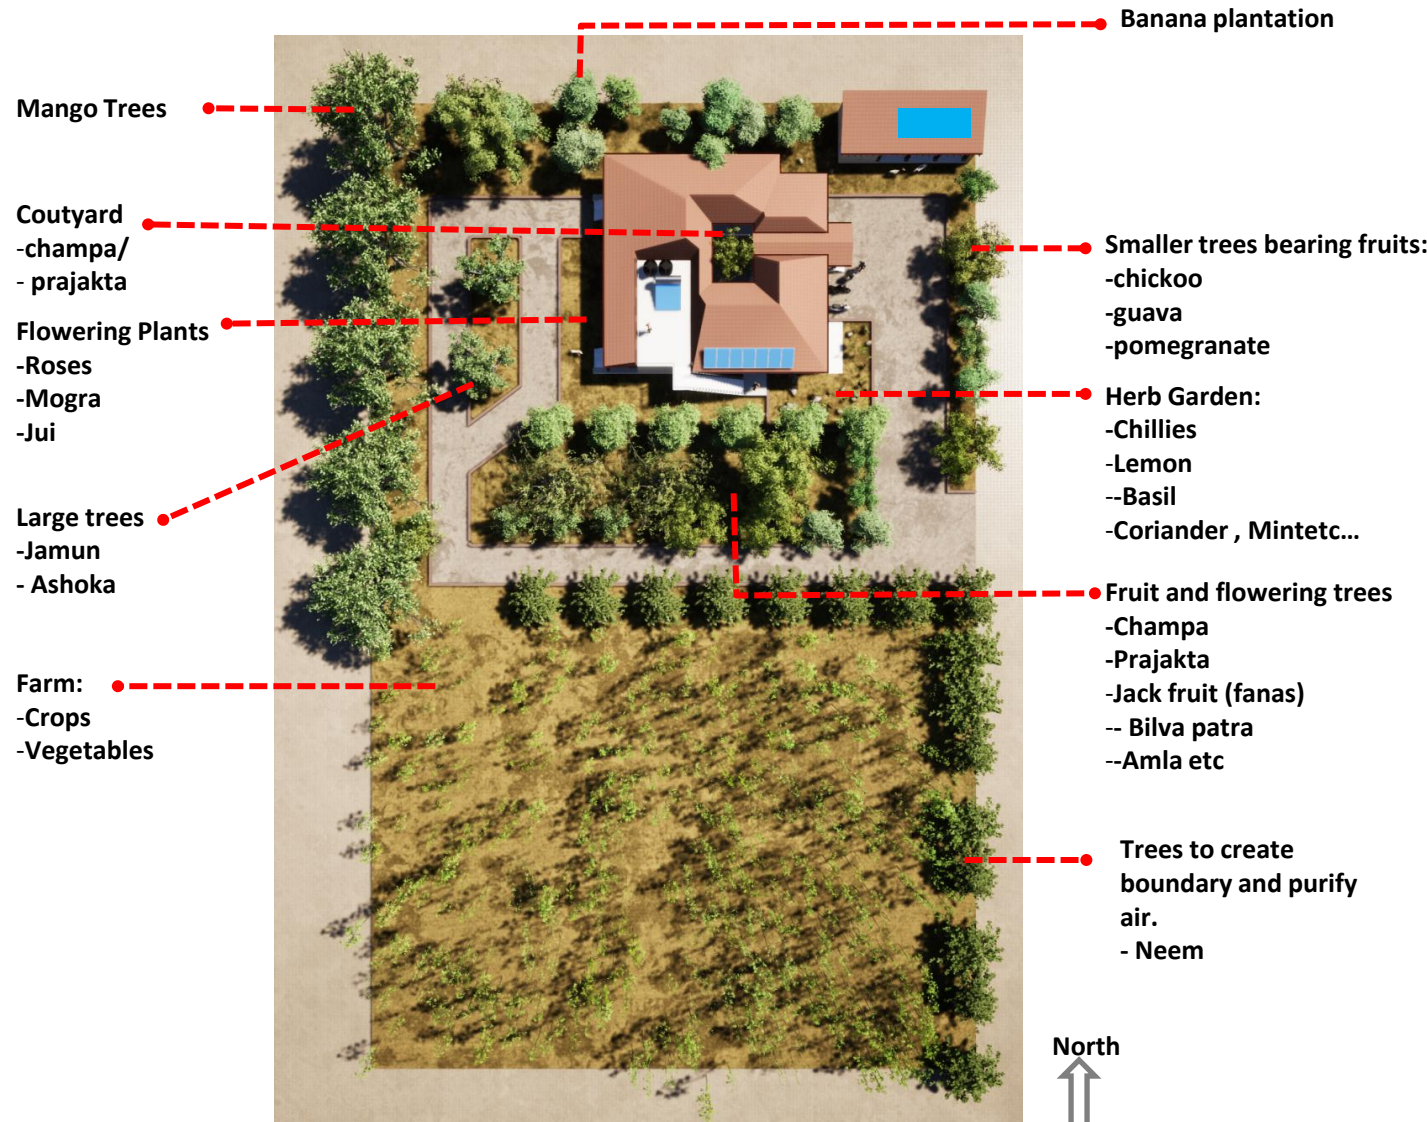 Banana plantation
Mango Trees
Coutyard
-champa/
- prajakta
Flowering Plants
-Roses
-Mogra
-Jui
Large trees
-Jamun
- Ashoka
Farm:
-Crops
-Vegetables
Smaller trees bearing fruits:
-chickoo
-guava
-pomegranate
Herb Garden:
-Chillies
-Lemon
--Basil
-Coriander , Mintetc...
Fruit and flowering trees
-Champa
-Prajakta
-Jack fruit (fanas)
-- Bilva patra
--Amla etc
Trees to create
boundary and purify
air.
- Neem
North